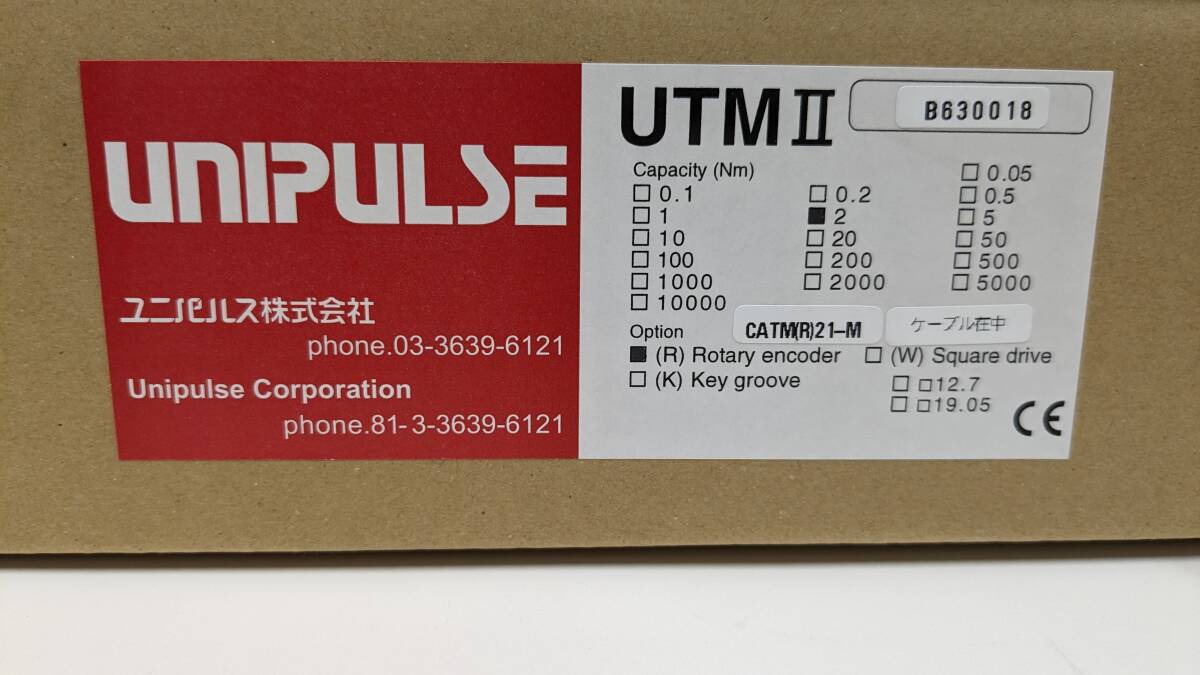 UNIPULSE
ユニパルス株式会社
phone.03-3639-6121
Unipulse Corporation
phone.81-3-3639-6121
UTMⅡ
B630018
Capacity (Nm)
□ 0.05
□ 0.1 □ 0.2 □ 0.5
□ 1 ■ 2 □ 5
□ 10 □ 20 □ 50
□ 100 □ 200 □ 500
□ 1000 □ 2000 □ 5000
□ 10000
Option CATM(R)21-M ケーブル在中
■ (R) Rotary encoder □ (W) Square drive
□ (K) Key groove □ □12.7
□ □19.05
CE